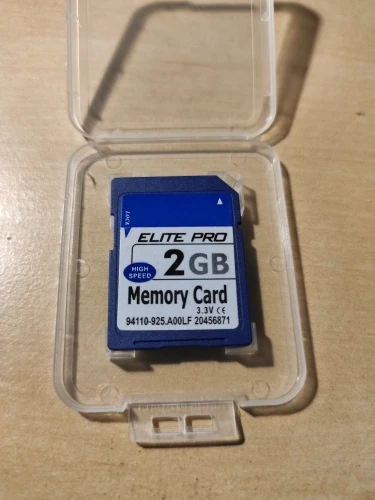 LOCK
ELITE PRO
HIGH
SPEED
2GB
Memory Card
3.3V CE
94110-925.A00LF 20456871